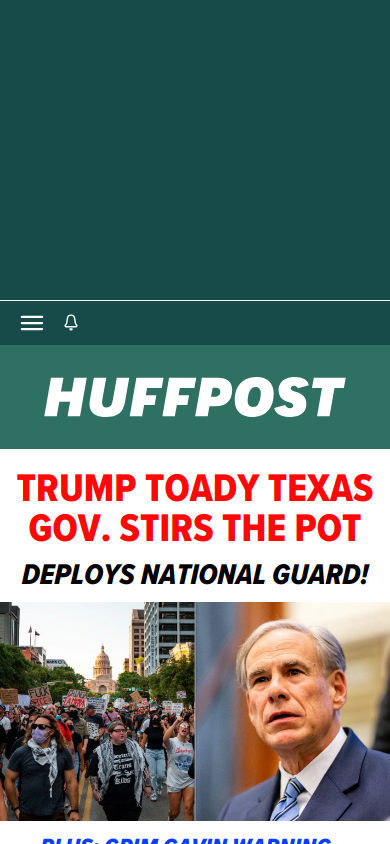 HUFFPOST
TRUMP TOADY TEXAS
GOV. STIRS THE POT
DEPLOYS NATIONAL GUARD!
PLUS: GRIM GAVIN WARNING